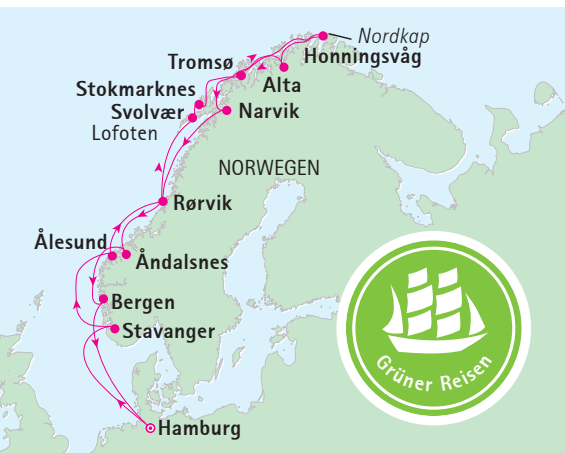 Nordkap
Honningsvåg
Tromsø
Alta
Stokmarknes
Svolvær
Narvik
Lofoten
NORWEGEN
Rørvik
Ålesund
Åndalsnes
Bergen
Stavanger
Grüner Reisen
Hamburg